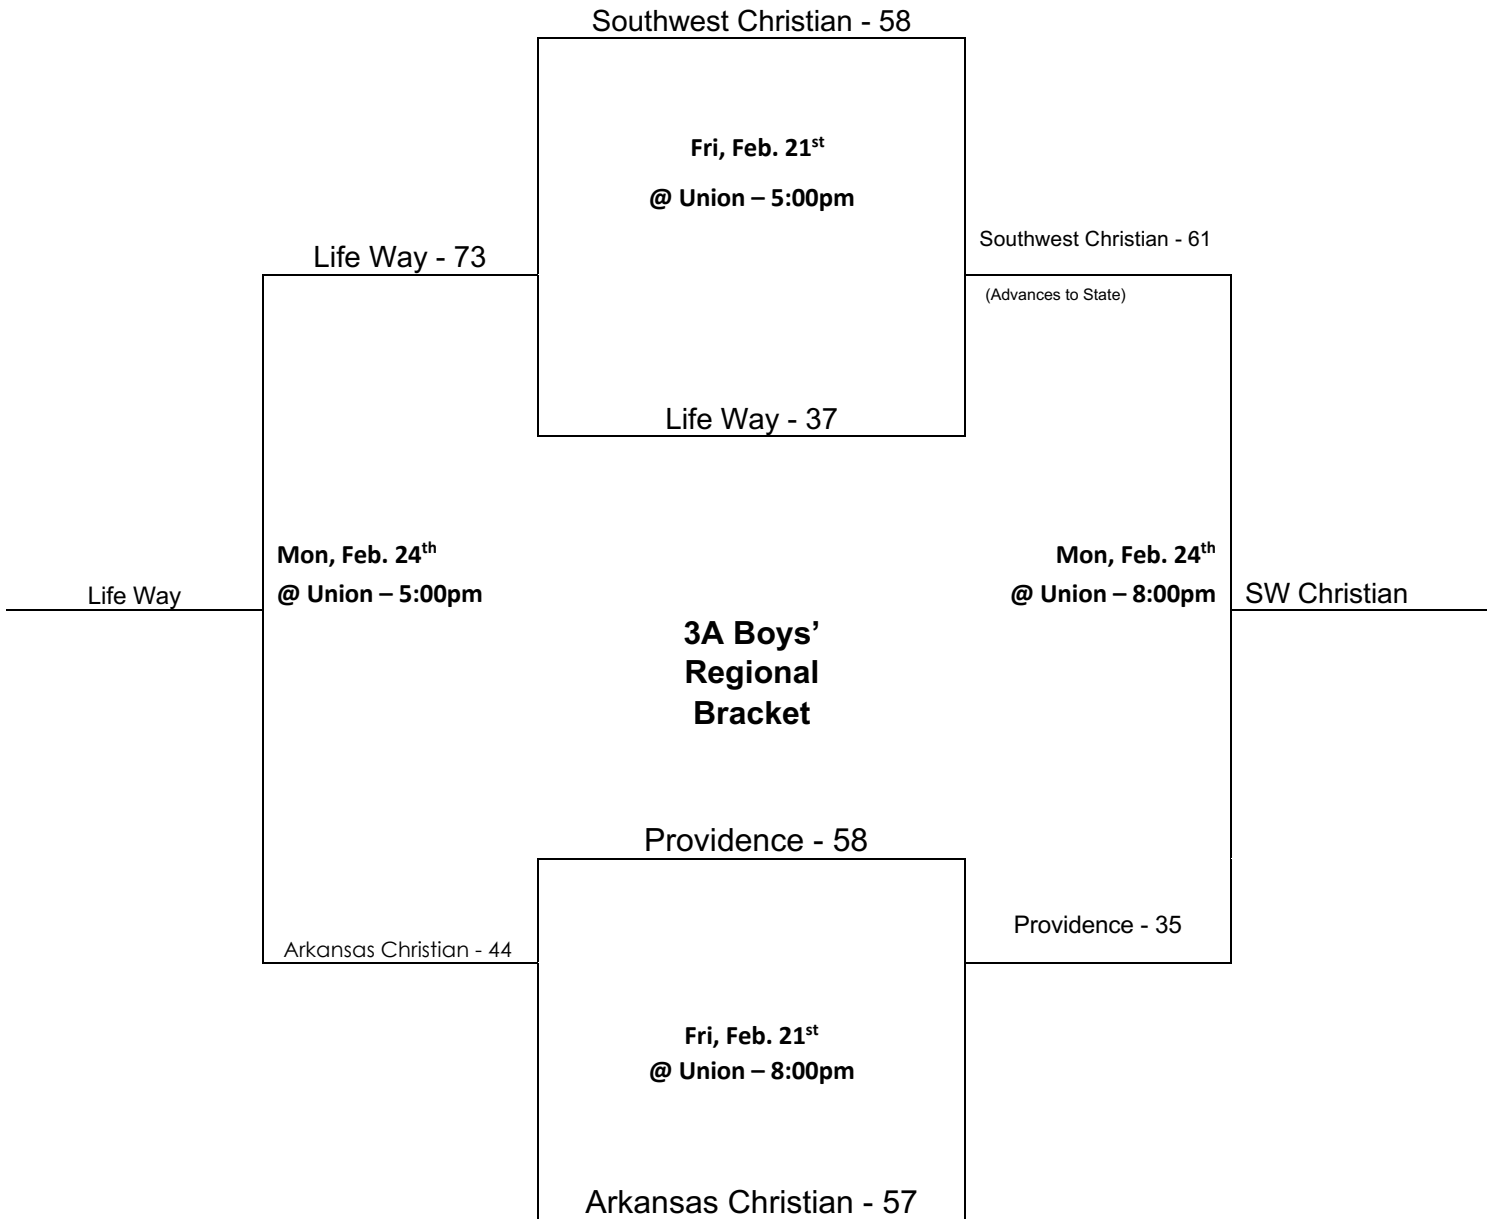 Southwest Christian - 58
Fri, Feb. 21st
@ Union – 5:00pm
Southwest Christian - 61
Life Way - 73
(Advances to State)
Life Way - 37
Mon, Feb. 24th
@ Union – 5:00pm
Mon, Feb. 24th
@ Union – 8:00pm
Life Way
SW Christian
3A Boys’
Regional
Bracket
Providence - 58
Providence - 35
Arkansas Christian - 44
Fri, Feb. 21st
@ Union – 8:00pm
Arkansas Christian - 57